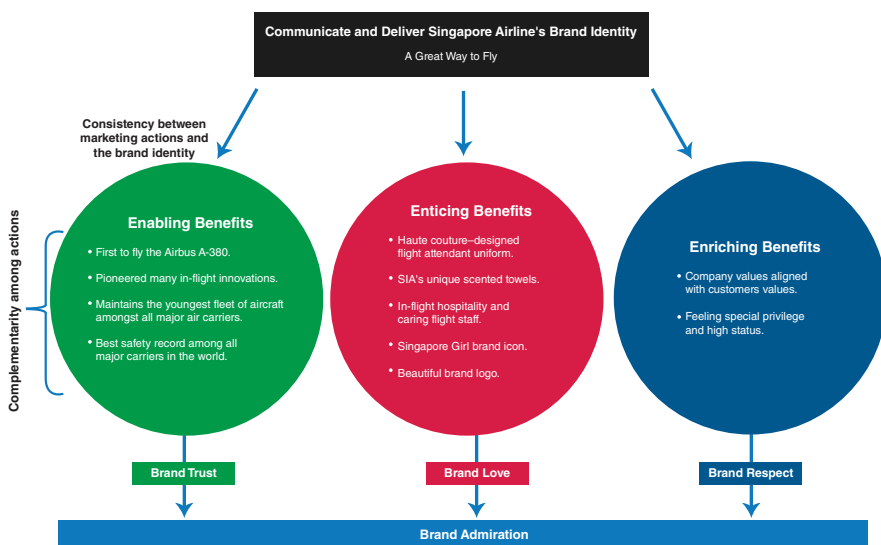 Communicate and Deliver Singapore Airline's Brand Identity
A Great Way to Fly
Consistency between
marketing actions and
the brand identity
Complementarity among actions
Enabling Benefits
• First to fly the Airbus A-380.
• Pioneered many in-flight innovations.
• Maintains the youngest fleet of aircraft
amongst all major air carriers.
• Best safety record among all
major carriers in the world.
Enticing Benefits
• Haute couture–designed
flight attendant uniform.
• SIA's unique scented towels.
• In-flight hospitality and
caring flight staff.
• Singapore Girl brand icon.
• Beautiful brand logo.
Enriching Benefits
• Company values aligned
with customers values.
• Feeling special privilege
and high status.
Brand Trust
Brand Love
Brand Respect
Brand Admiration